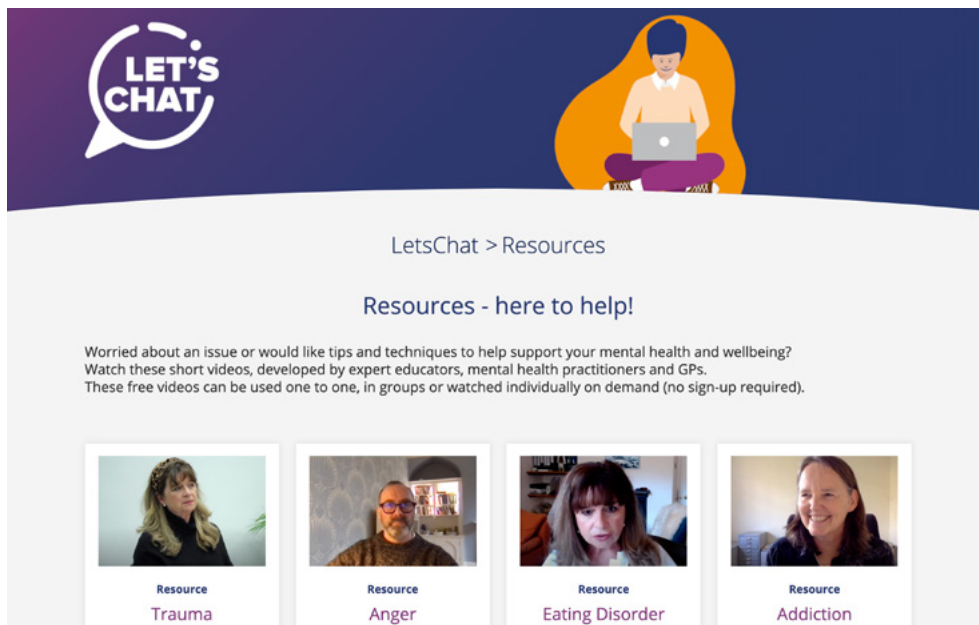 LET'S
CHAT
LetsChat > Resources
Resources - here to help!
Worried about an issue or would like tips and techniques to help support your mental health and wellbeing?
Watch these short videos, developed by expert educators, mental health practitioners and GPs.
These free videos can be used one to one, in groups or watched individually on demand (no sign-up required).
Resource Resource Resource Resource
Trauma Anger Eating Disorder Addiction